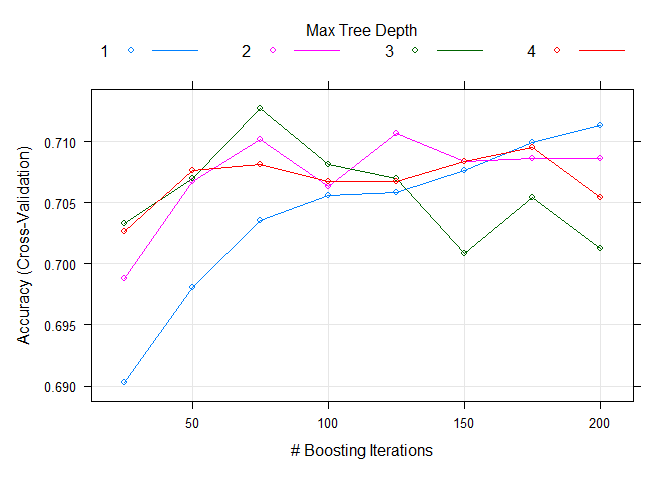 Max Tree Depth
1 2 3 4
Accuracy (Cross-Validation)
0.710
0.705
0.700
0.695
0.690
50 100 150 200
# Boosting Iterations